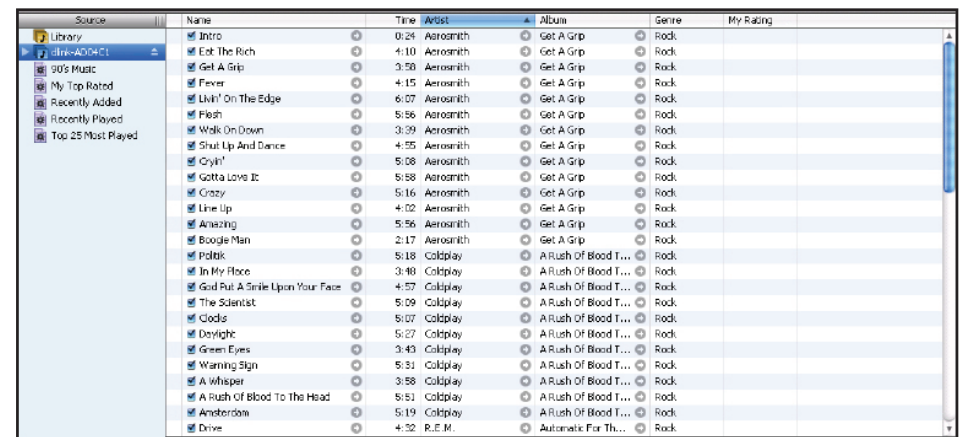 Source Name Time Artist Album Genre My Rating
Library Intro 0:24 Aerosmith Get A Grip Rock
dlink-ADD4C1 Eat The Rich 4:10 Aerosmith Get A Grip Rock
90's Music Get A Grip 3:58 Aerosmith Get A Grip Rock
My Top Rated Fever 4:15 Aerosmith Get A Grip Rock
Recently Added Livin' On The Edge 6:07 Aerosmith Get A Grip Rock
Recently Played Flesh 5:56 Aerosmith Get A Grip Rock
Top 25 Most Played Walk On Down 3:39 Aerosmith Get A Grip Rock
Shut Up And Dance 4:55 Aerosmith Get A Grip Rock
Cryin' 5:08 Aerosmith Get A Grip Rock
Gotta Love It 5:58 Aerosmith Get A Grip Rock
Crazy 5:16 Aerosmith Get A Grip Rock
Line Up 4:02 Aerosmith Get A Grip Rock
Amazing 5:56 Aerosmith Get A Grip Rock
Boogie Man 2:17 Aerosmith Get A Grip Rock
Politik 5:18 Coldplay A Rush Of Blood T... Rock
In My Place 3:48 Coldplay A Rush Of Blood T... Rock
God Put A Smile Upon Your Face 4:57 Coldplay A Rush Of Blood T... Rock
The Scientist 5:09 Coldplay A Rush Of Blood T... Rock
Clocks 5:07 Coldplay A Rush Of Blood T... Rock
Daylight 5:27 Coldplay A Rush Of Blood T... Rock
Green Eyes 3:43 Coldplay A Rush Of Blood T... Rock
Warning Sign 5:31 Coldplay A Rush Of Blood T... Rock
A Whisper 3:58 Coldplay A Rush Of Blood T... Rock
A Rush Of Blood To The Head 5:51 Coldplay A Rush Of Blood T... Rock
Amsterdam 5:19 Coldplay A Rush Of Blood T... Rock
Drive 4:32 R.E.M. Automatic For Th... Rock